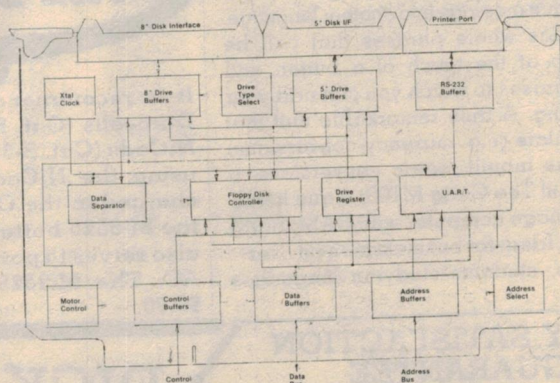 8" Disk Interface
5" Disk I/F
Printer Port
Xtal
Clock
8" Drive
Buffers
Drive
Type
Select
5" Drive
Buffers
RS-232
Buffers
Data
Separator
Floppy Disk
Controller
Drive
Register
U.A.R.T.
Motor
Control
Control
Buffers
Data
Buffers
Address
Buffers
Address
Select
Control
Data
Address
Bus